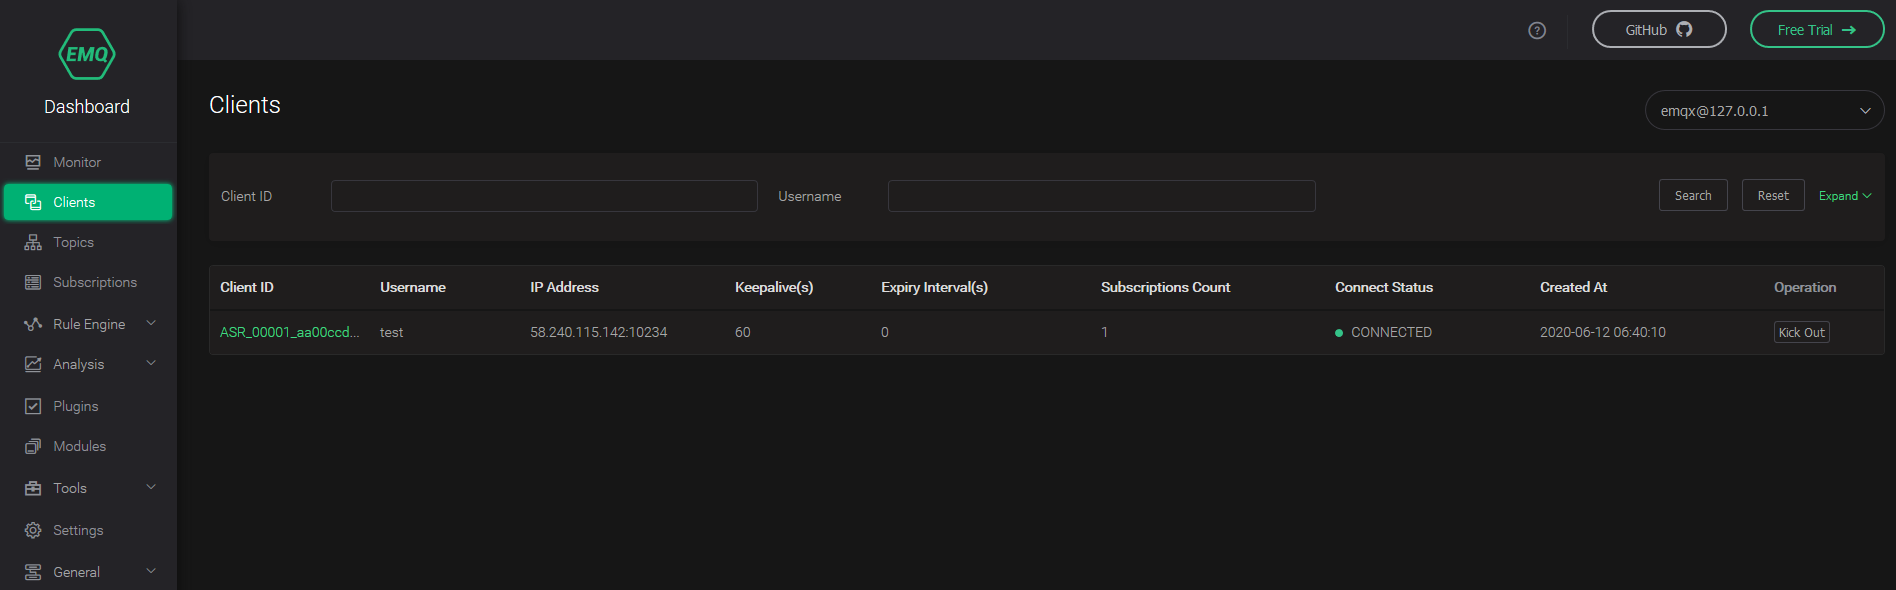 EMQ
Dashboard
Monitor
Clients
Topics
Subscriptions
Rule Engine
Analysis
Plugins
Modules
Tools
Settings
General
? GitHub Free Trial →
Clients
emqx@127.0.0.1
Client ID Username Search Reset Expand
Client ID Username IP Address Keepalive(s) Expiry Interval(s) Subscriptions Count Connect Status Created At Operation
ASR_00001_aa00ccd... test 58.240.115.142:10234 60 0 1 CONNECTED 2020-06-12 06:40:10 Kick Out